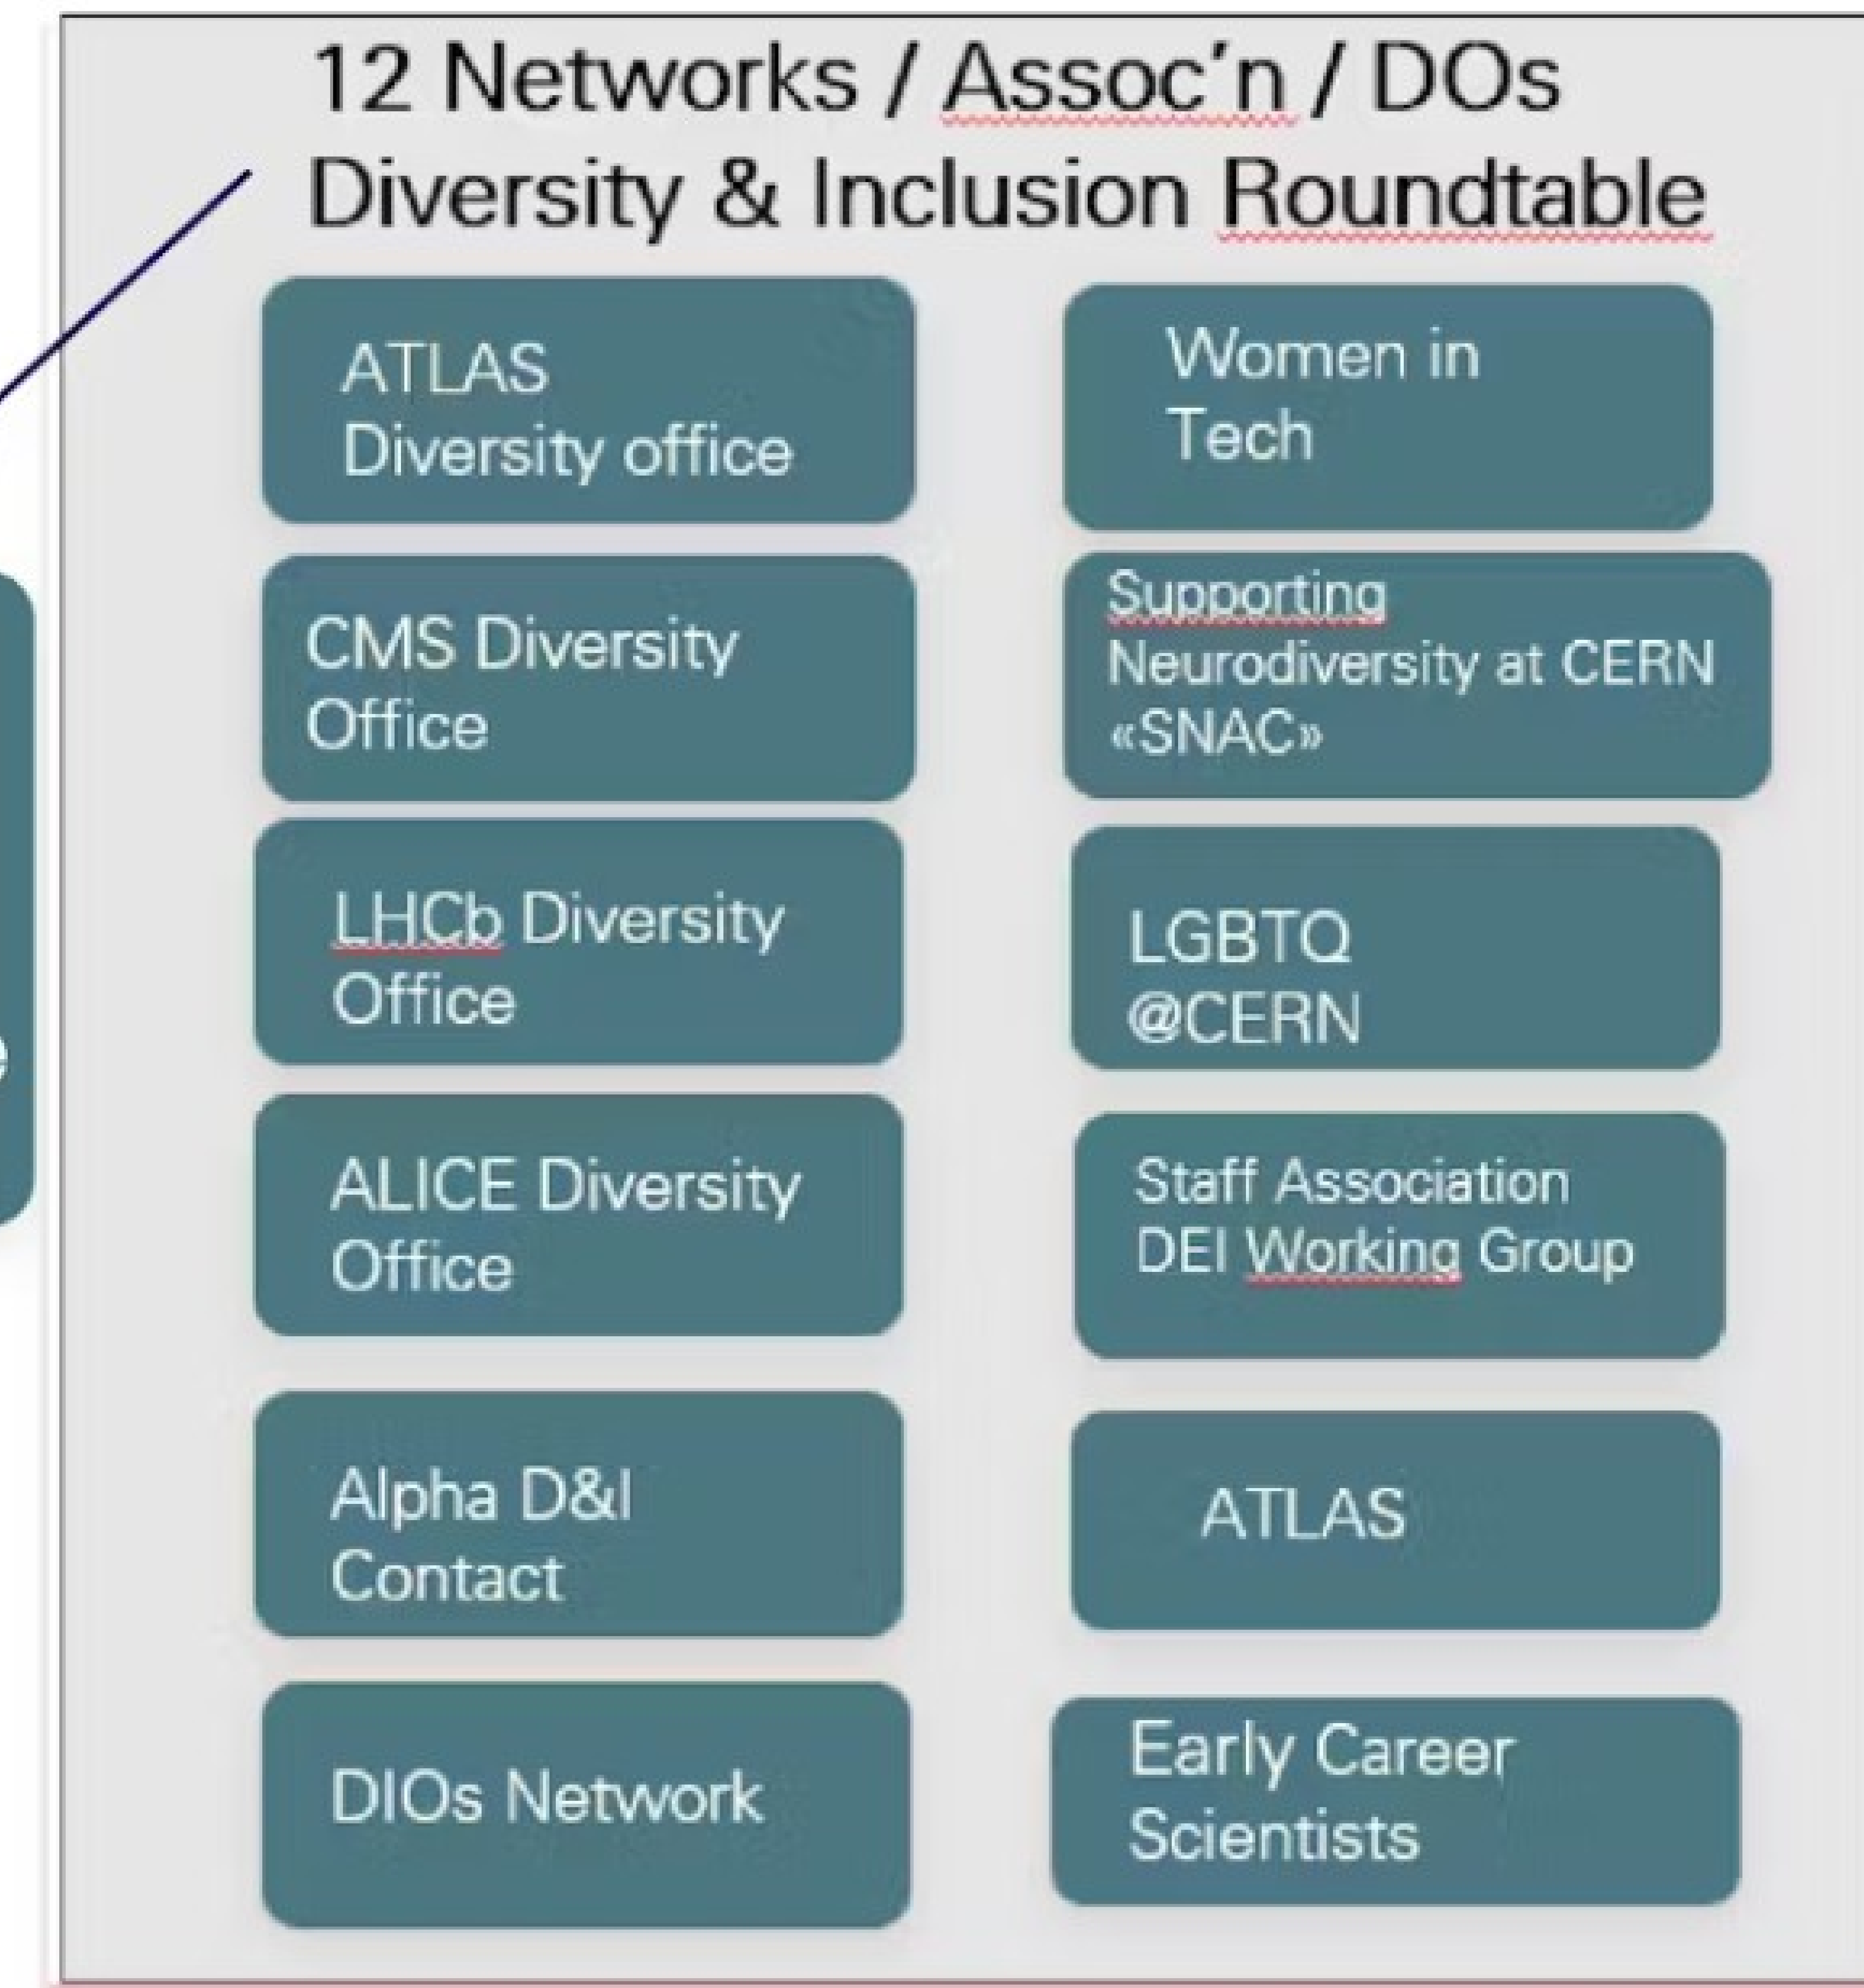 12 Networks / Assoc’n / DOs
Diversity & Inclusion Roundtable
ATLAS
Diversity office
CMS Diversity
Office
LHCb Diversity
Office
ALICE Diversity
Office
Alpha D&I
Contact
DIOs Network
Women in
Tech
Supporting
Neurodiversity at CERN
«SNAC»
LGBTQ
@CERN
Staff Association
DEI Working Group
ATLAS
Early Career
Scientists